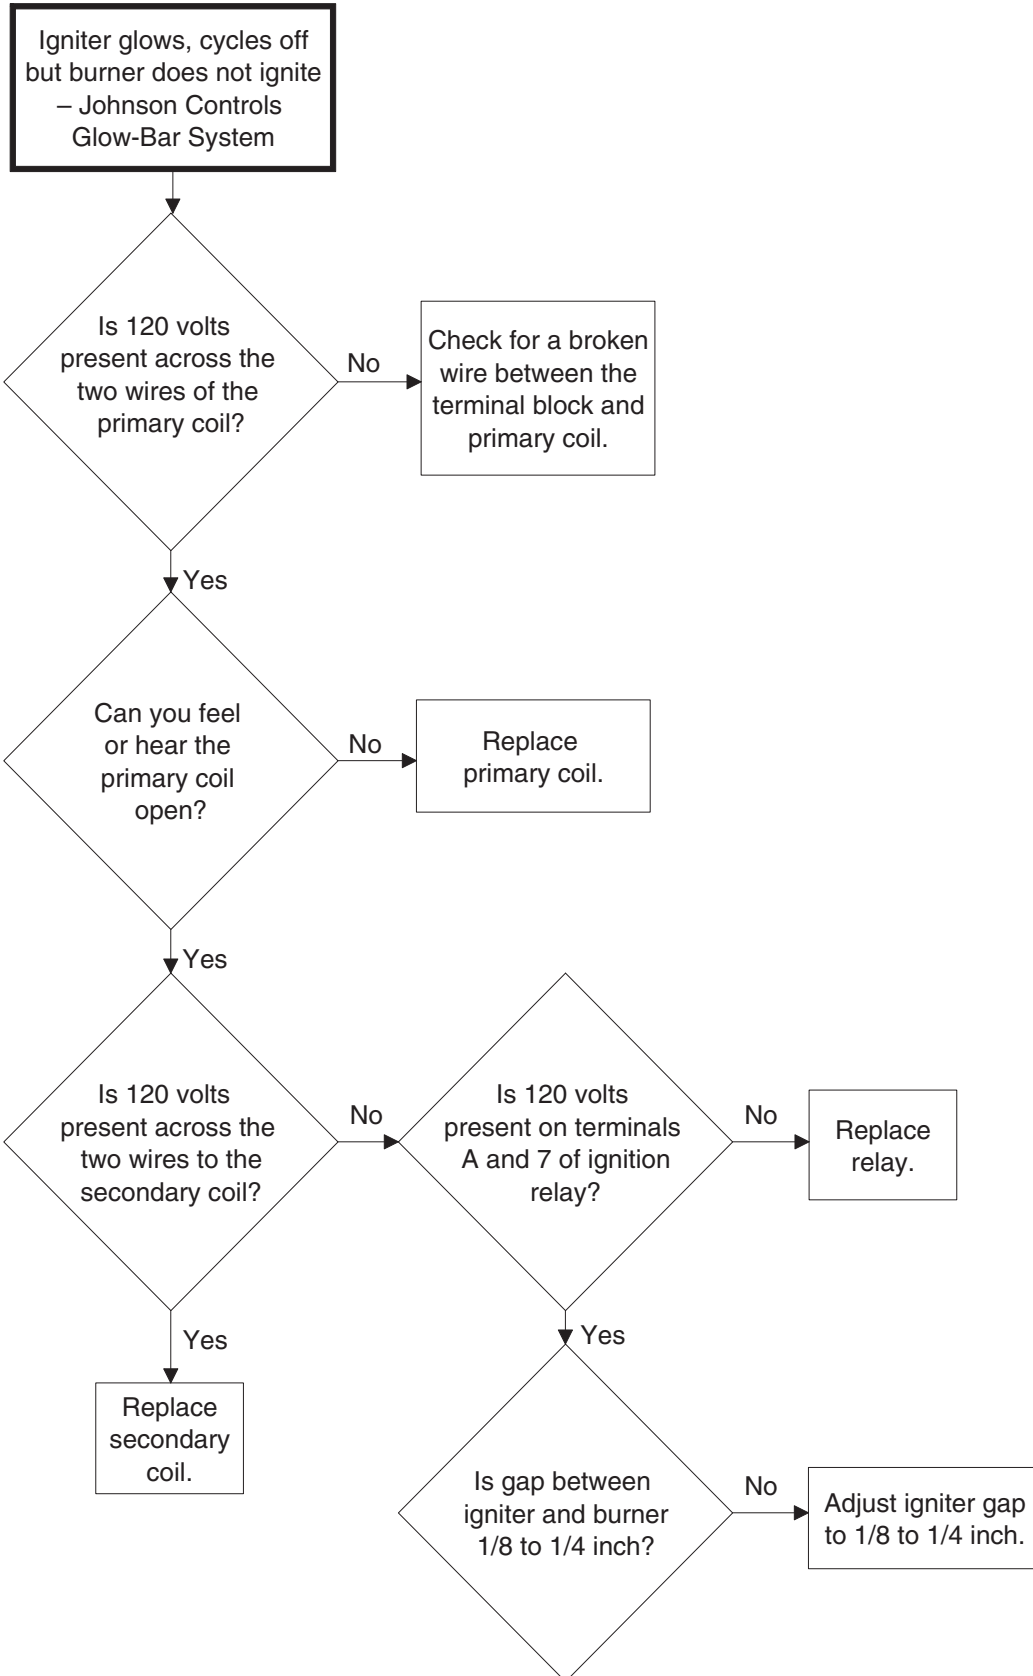 Igniter glows, cycles off
but burner does not ignite
– Johnson Controls
Glow-Bar System
Is 120 volts
present across the
two wires of the
primary coil?
No
Check for a broken
wire between the
terminal block and
primary coil.
Yes
Can you feel
or hear the
primary coil
open?
No
Replace
primary coil.
Yes
Is 120 volts
present across the
two wires to the
secondary coil?
No
Is 120 volts
present on terminals
A and 7 of ignition
relay?
No
Replace
relay.
Yes
Replace
secondary
coil.
Yes
Is gap between
igniter and burner
1/8 to 1/4 inch?
No
Adjust igniter gap
to 1/8 to 1/4 inch.